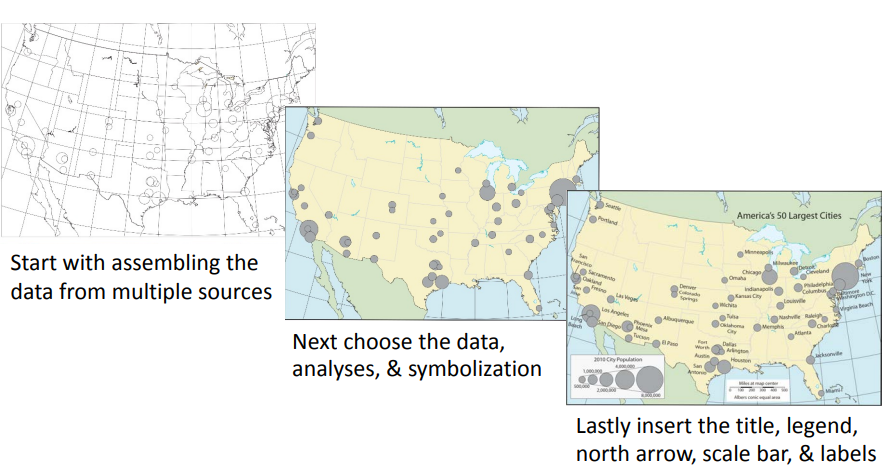 Start with assembling the
data from multiple sources
Next choose the data,
analyses, & symbolization
America's 50 Largest Cities
Seattle
Portland
Minneapolis
Milwaukee
Detroit
Boston
Chicago
Cleveland
New
York
San
Francisco
Sacramento
Oakland
San
Fresno
Omaha
Denver
Colorado
Springs
Indianapolis
Philadelphia
Columbus
Baltimore
Washington D.C.
Las Vegas
Kansas City
Louisville
Virginia Beach
Wichita
Los Angeles
Long
Beach
San Diego
Phoenix
Mesa
Tucson
Albuquerque
Tulsa
Oklahoma
City
Nashville
Raleigh
Charlotte
Memphis
Atlanta
El Paso
Fort
Worth
Dallas
Arlington
Austin
Houston
San
Antonio
Jacksonville
Miami
2010 City Population
4,000,000
1,000,000
500,000
2,000,000
8,000,000
Miles at map center
0 100 200 300 400 500
Albers conic equal area
Lastly insert the title, legend,
north arrow, scale bar, & labels